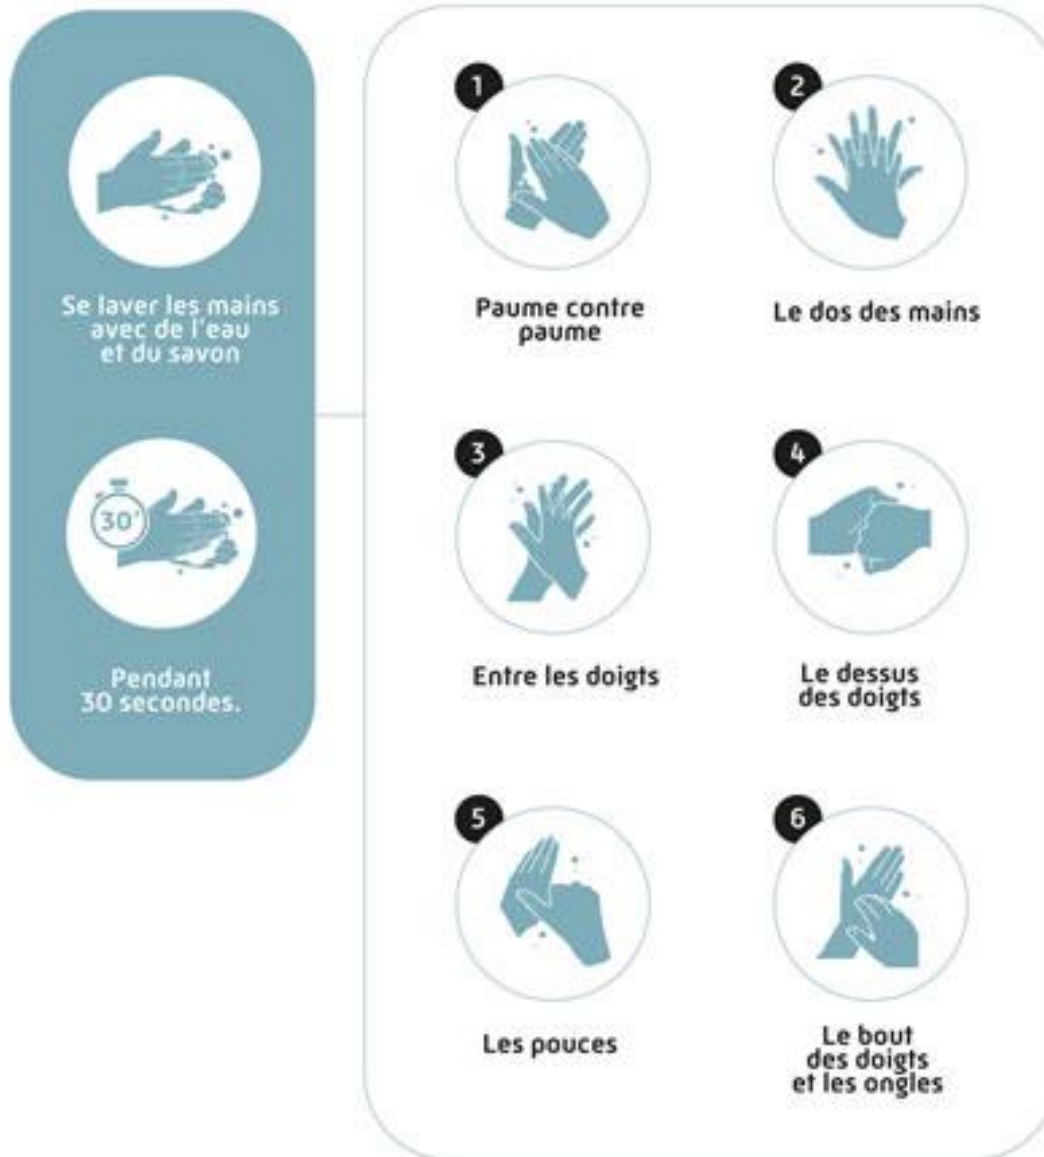 Se laver les mains
avec de l'eau
et du savon
30'
Pendant
30 secondes.
1
Paume contre
paume
2
Le dos des mains
3
Entre les doigts
4
Le dessus
des doigts
5
Les pouces
6
Le bout
des doigts
et les ongles